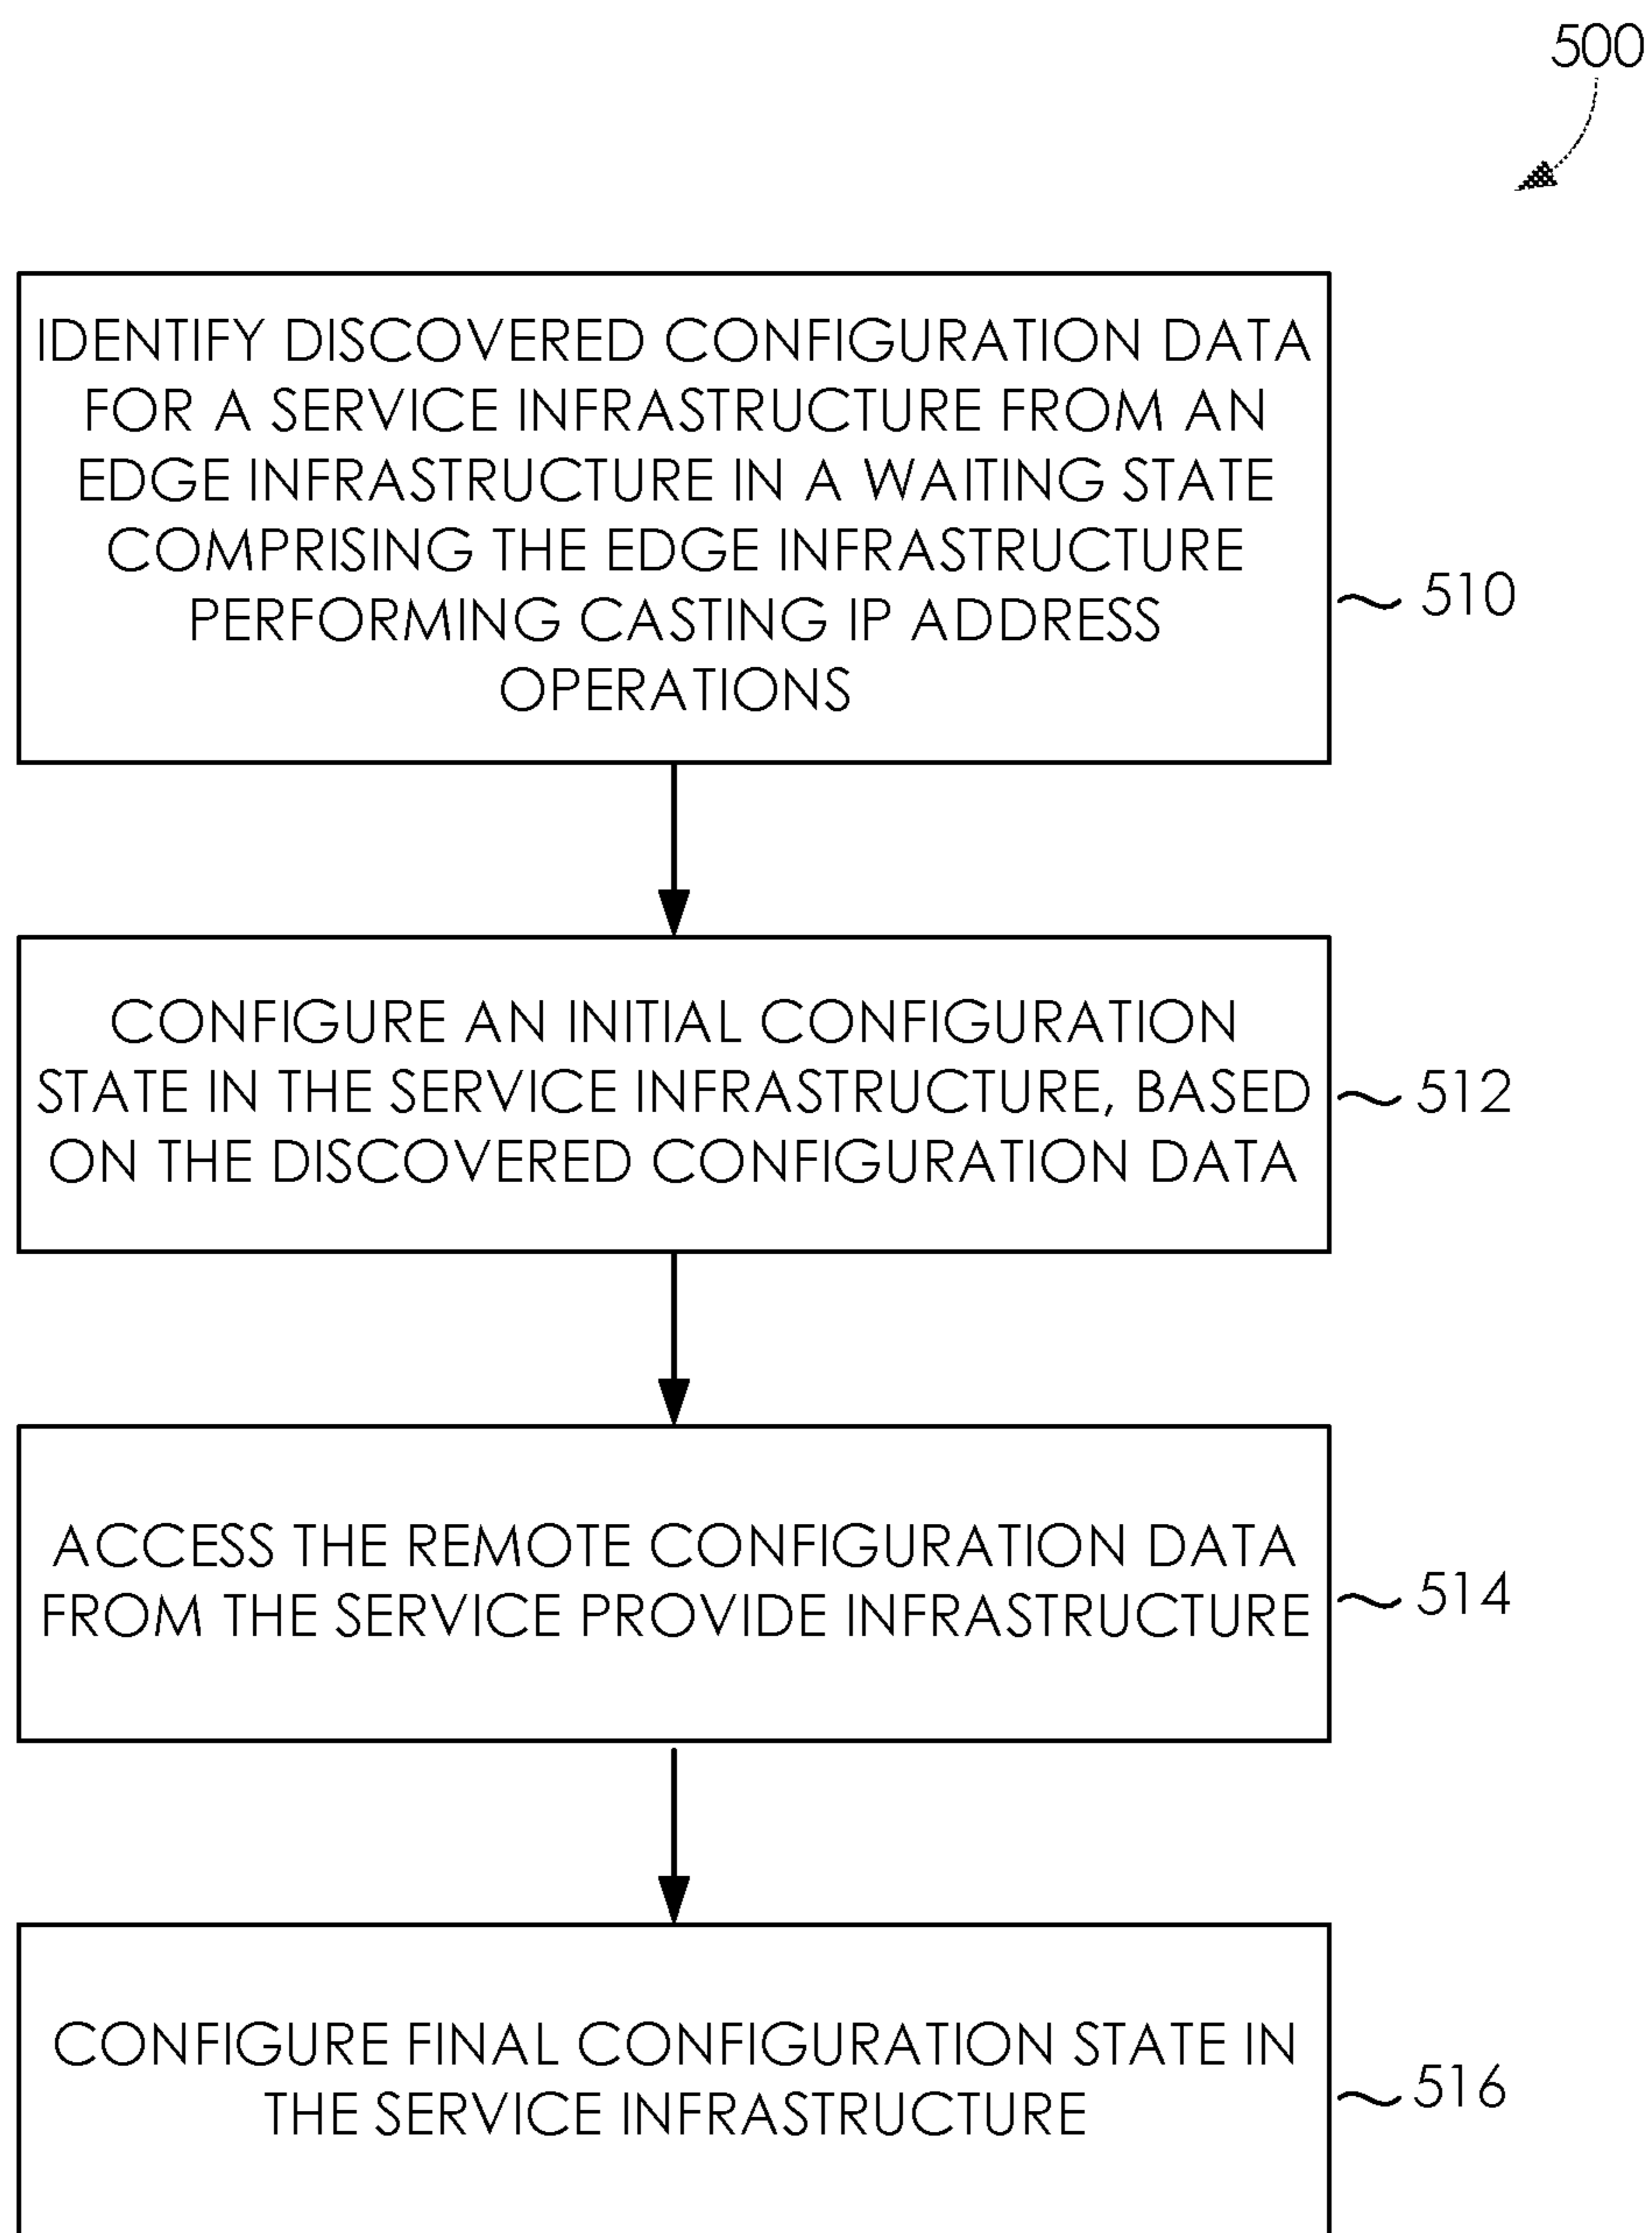 500
IDENTIFY DISCOVERED CONFIGURATION DATA
FOR A SERVICE INFRASTRUCTURE FROM AN
EDGE INFRASTRUCTURE IN A WAITING STATE
COMPRISING THE EDGE INFRASTRUCTURE
PERFORMING CASTING IP ADDRESS
OPERATIONS
510
CONFIGURE AN INITIAL CONFIGURATION
STATE IN THE SERVICE INFRASTRUCTURE, BASED
ON THE DISCOVERED CONFIGURATION DATA
512
ACCESS THE REMOTE CONFIGURATION DATA
FROM THE SERVICE PROVIDE INFRASTRUCTURE
514
CONFIGURE FINAL CONFIGURATION STATE IN
THE SERVICE INFRASTRUCTURE
516